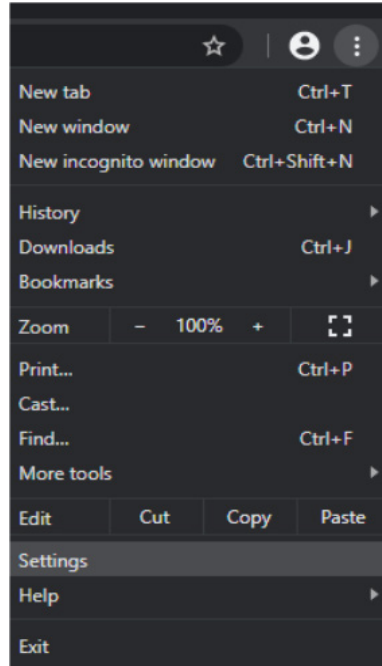 New tab Ctrl+T
New window Ctrl+N
New incognito window Ctrl+Shift+N
History
Downloads Ctrl+J
Bookmarks
Zoom - 100% +
Print... Ctrl+P
Cast...
Find... Ctrl+F
More tools
Edit Cut Copy Paste
Settings
Help
Exit